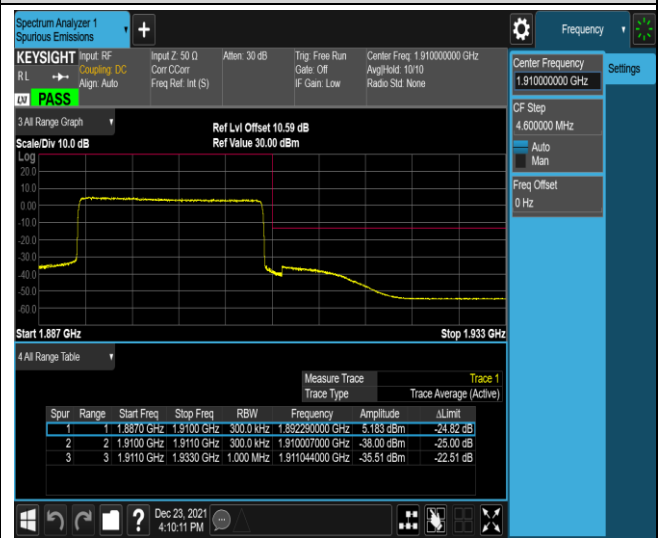 Spectrum Analyzer 1
Spurious Emissions
Frequency
KEYSIGHT
Input: RF
Input Z: 50 Ω
Atten: 30 dB
Trig: Free Run
Center Freq: 1.910000000 GHz
RL
Coupling: DC
Corr CCorr
Gate: Off
Avg|Hold: 10/10
Align: Auto
Freq Ref: Int (S)
IF Gain: Low
Radio Std: None
PASS
Center Frequency
1.910000000 GHz
Settings
CF Step
4.600000 MHz
Auto
Man
Freq Offset
0 Hz
3 All Range Graph
Ref Lvl Offset 10.59 dB
Scale/Div 10.0 dB
Ref Value 30.00 dBm
Log
20.0
10.0
0.00
-10.0
-20.0
-30.0
-40.0
-50.0
-60.0
Start 1.887 GHz
Stop 1.933 GHz
4 All Range Table
Measure Trace Trace 1
Trace Type Trace Average (Active)
Spur Range Start Freq Stop Freq RBW Frequency Amplitude ΔLimit
1 1 1.8870 GHz 1.9100 GHz 300.0 kHz 1.892290000 GHz 5.183 dBm -24.82 dB
2 2 1.9100 GHz 1.9110 GHz 300.0 kHz 1.910007000 GHz -38.00 dBm -25.00 dB
3 3 1.9110 GHz 1.9330 GHz 1.000 MHz 1.911044000 GHz -35.51 dBm -22.51 dB
Dec 23, 2021
4:10:11 PM